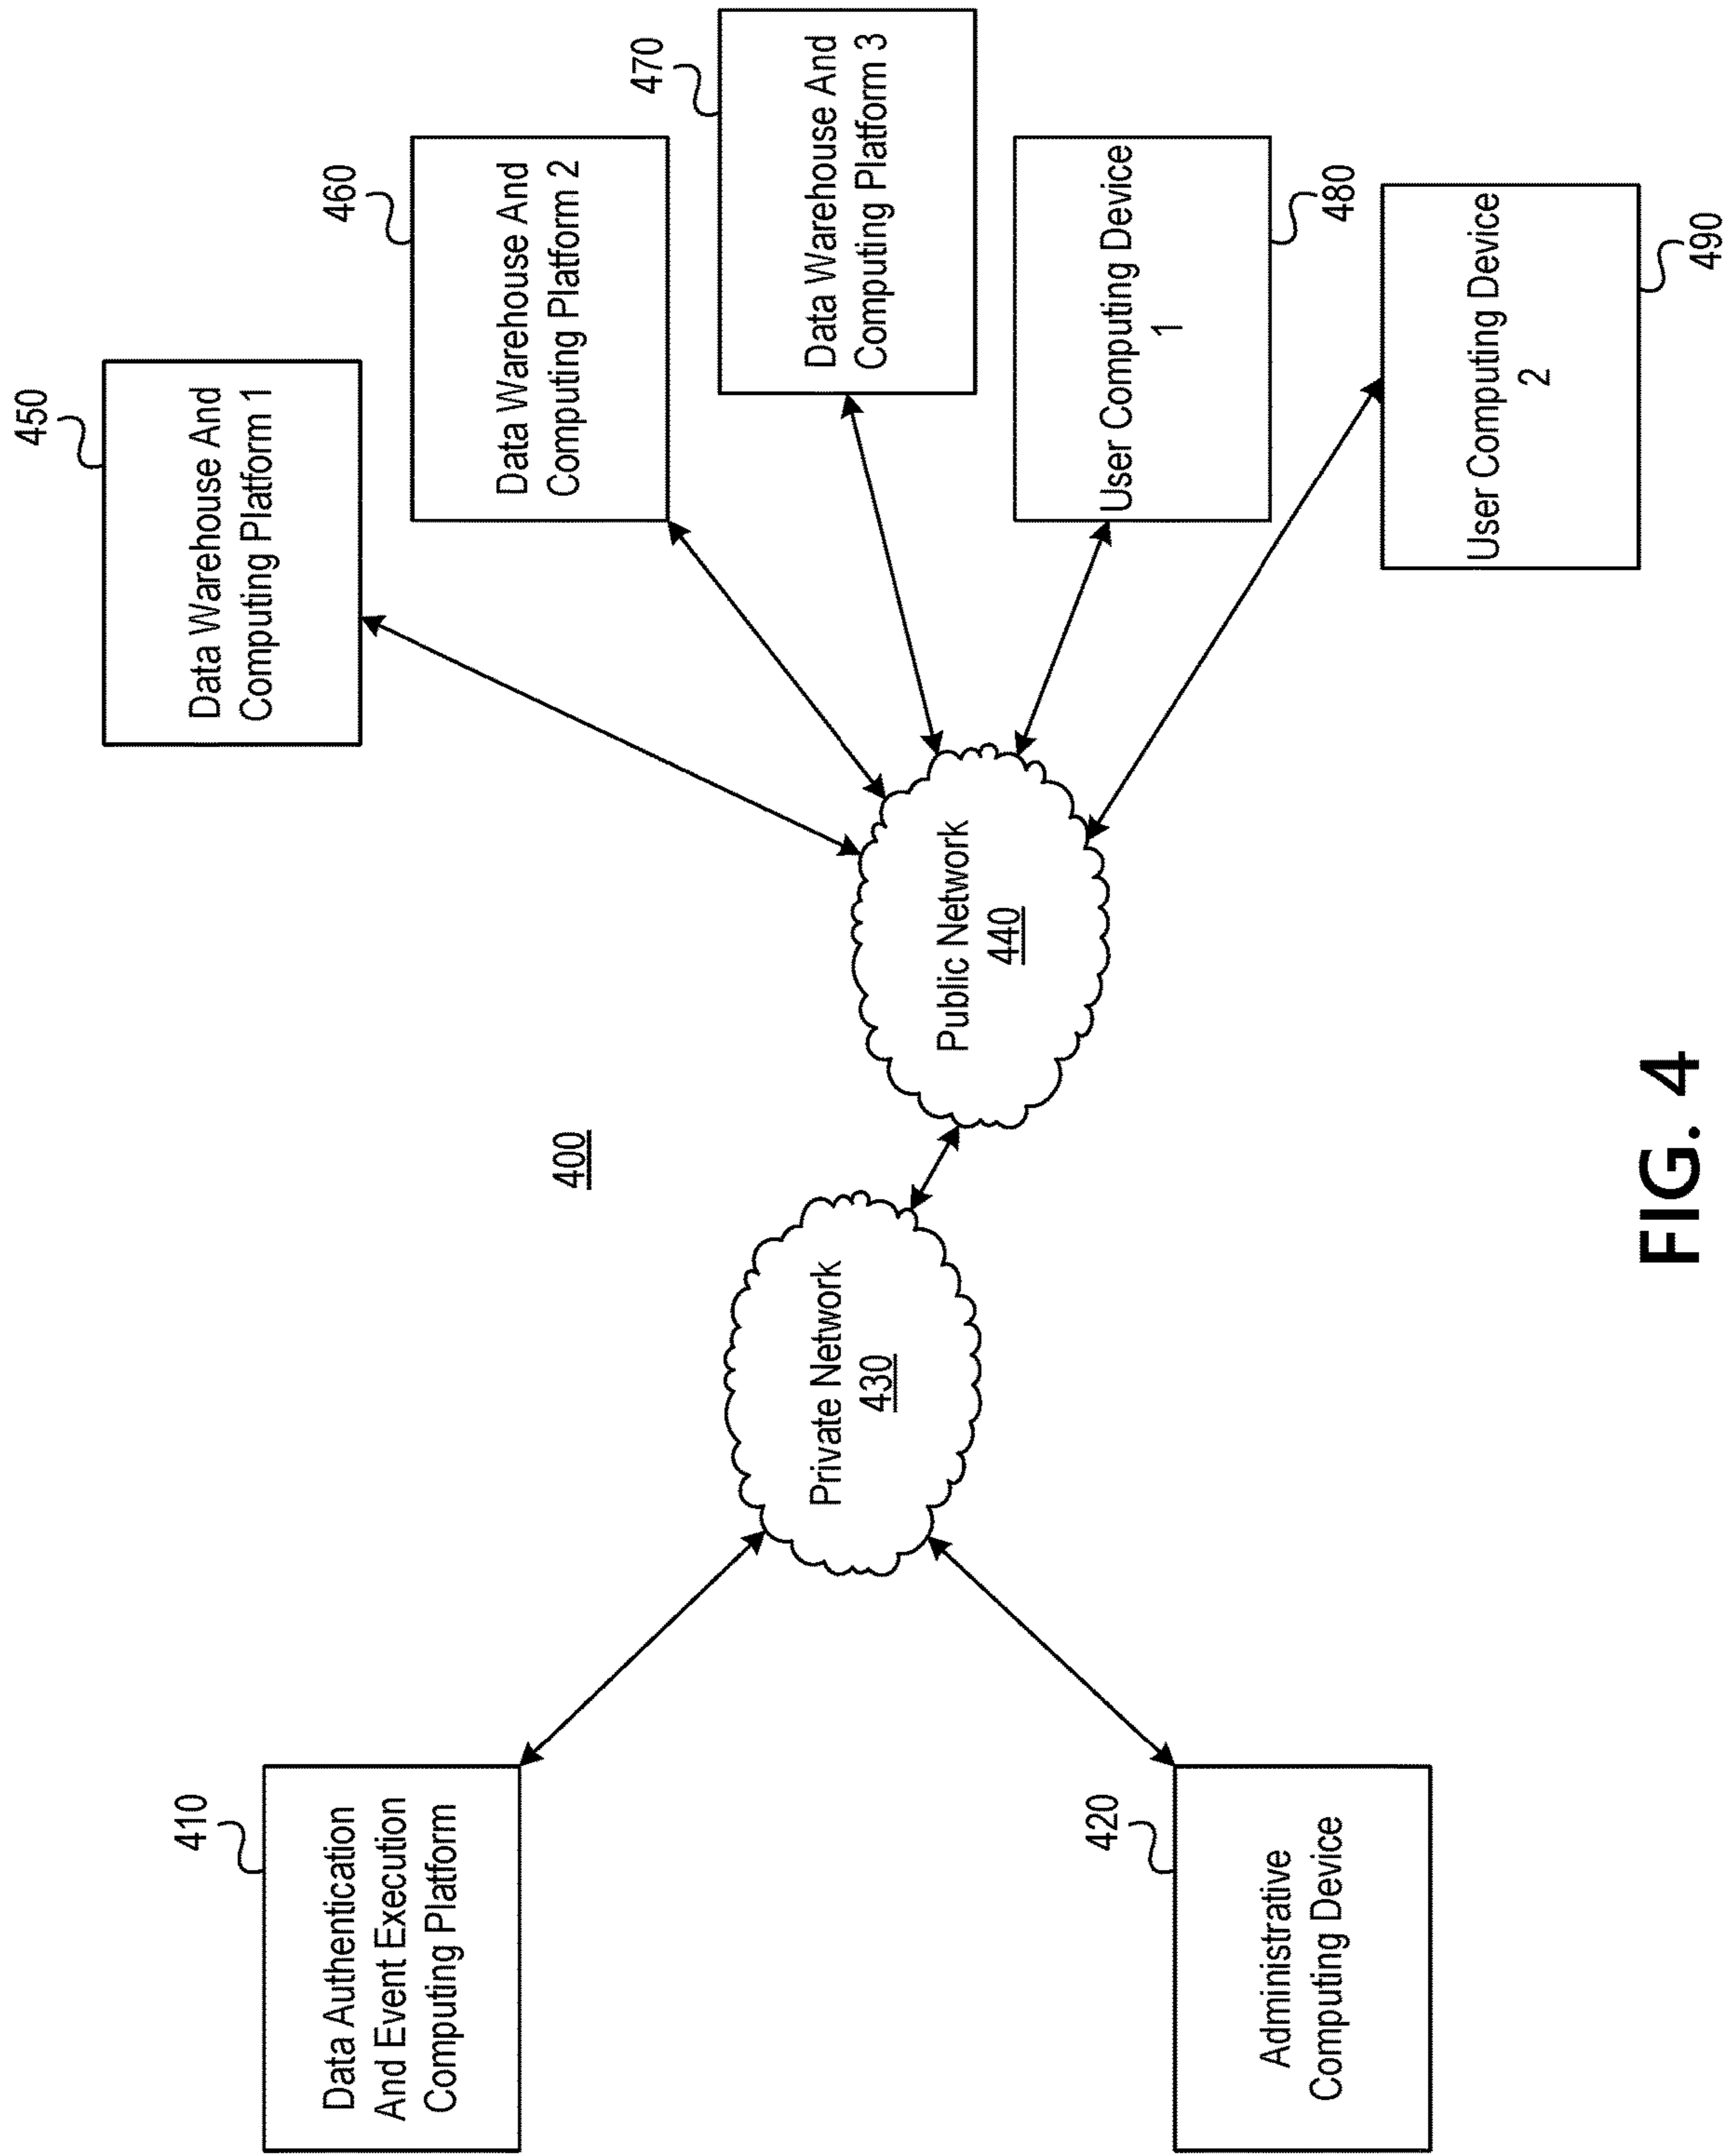 410
Data Authentication
And Event Execution
Computing Platform
420
Administrative
Computing Device
400
Private Network
430
Public Network
440
450
Data Warehouse And
Computing Platform 1
460
Data Warehouse And
Computing Platform 2
470
Data Warehouse And
Computing Platform 3
User Computing Device
1
480
User Computing Device
2
490
FIG. 4